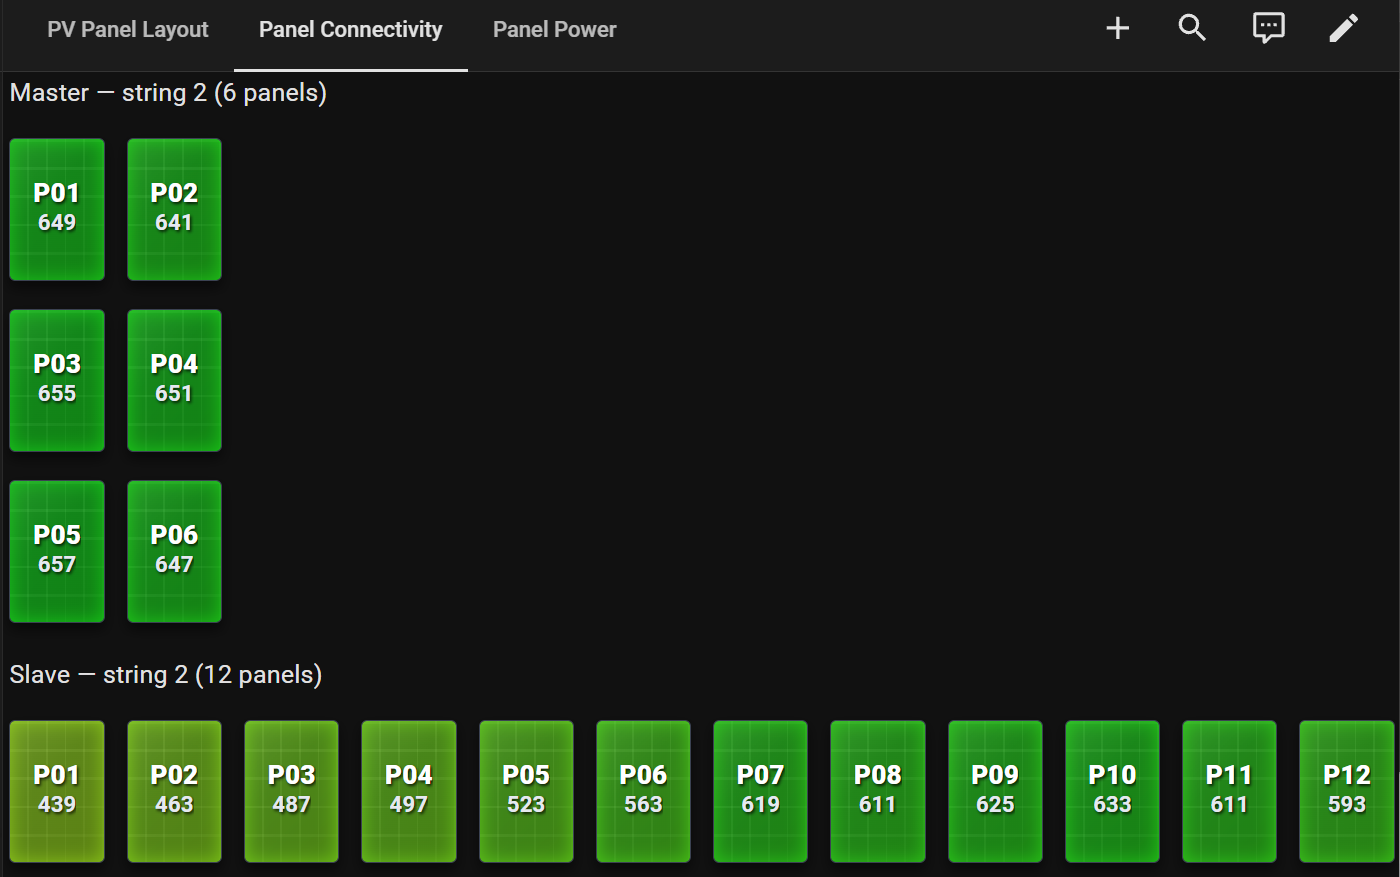 PV Panel Layout Panel Connectivity Panel Power
Master — string 2 (6 panels)
P01 P02
649 641
P03 P04
655 651
P05 P06
657 647
Slave — string 2 (12 panels)
P01 P02 P03 P04 P05 P06 P07 P08 P09 P10 P11 P12
439 463 487 497 523 563 619 611 625 633 611 593